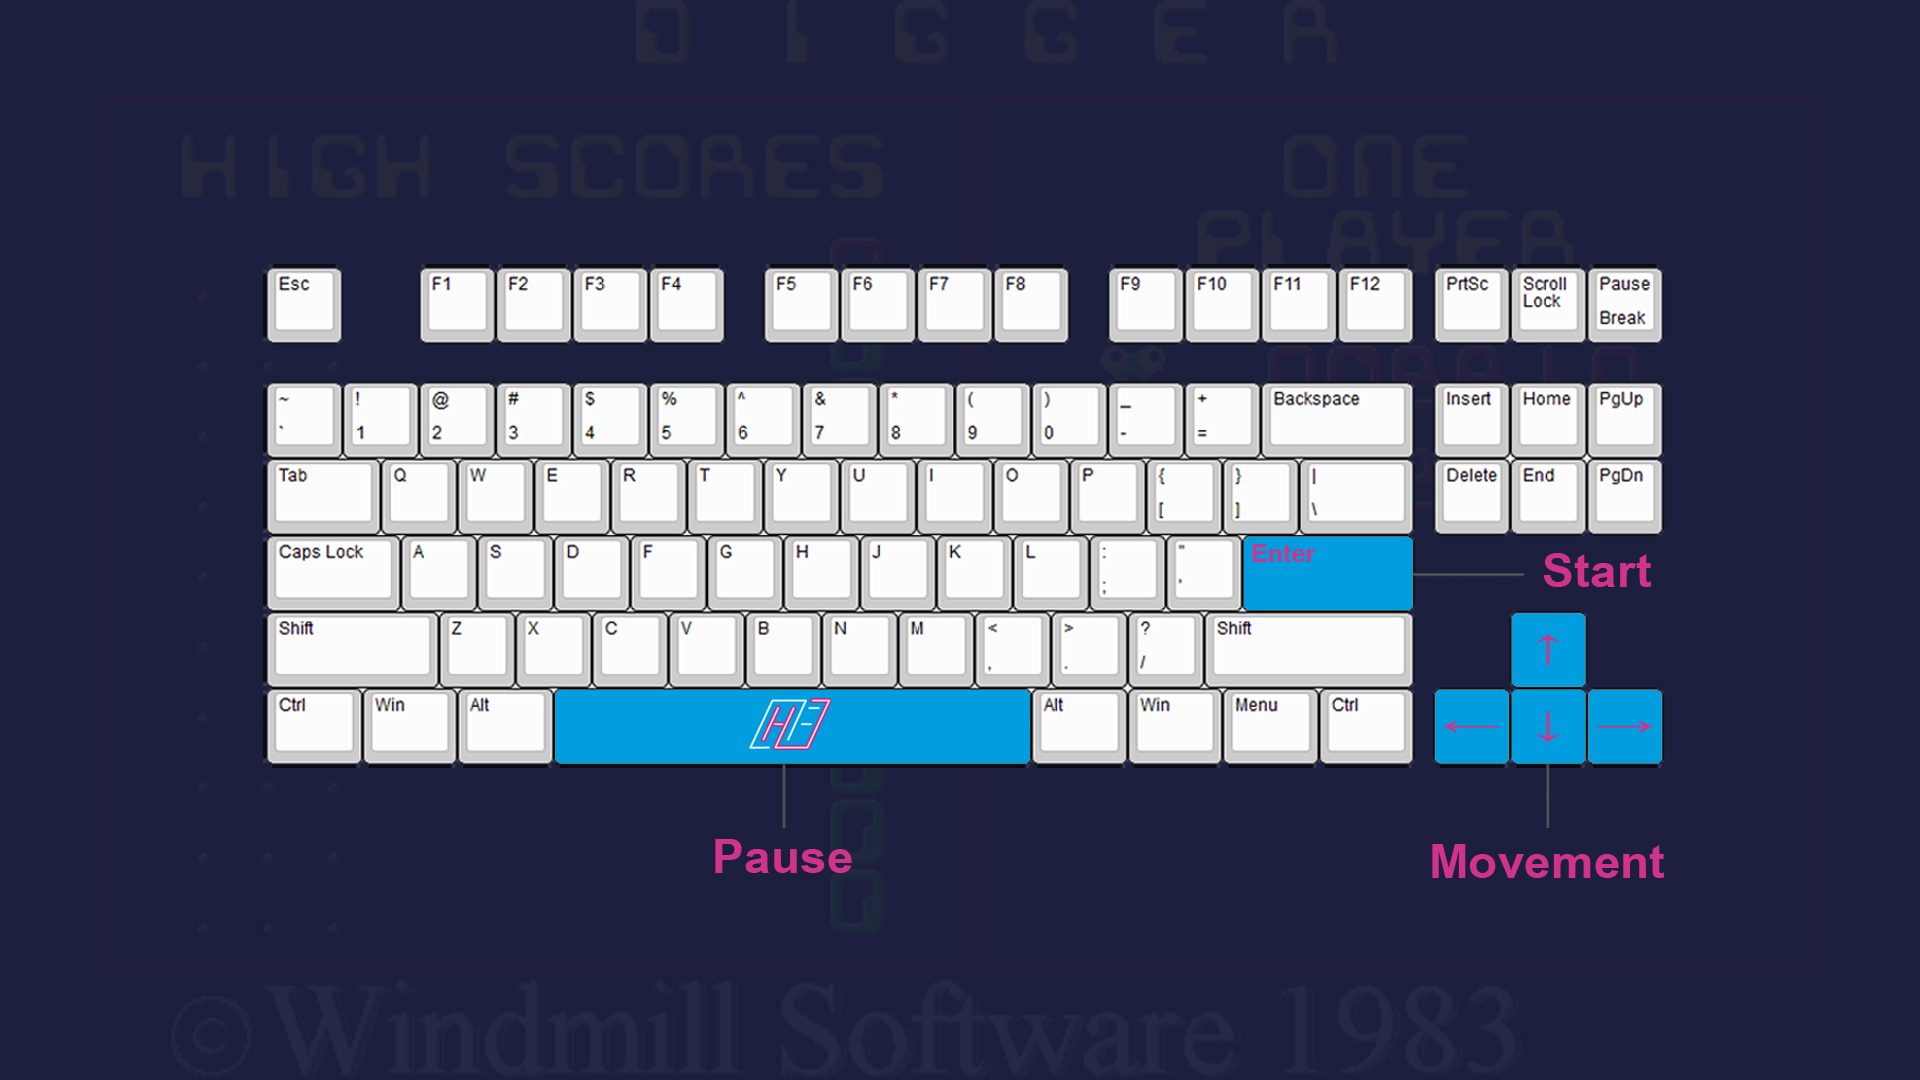 DIGGER
HIGH SCORES
ONE
PLAYER
Esc F1 F2 F3 F4 F5 F6 F7 F8 F9 F10 F11 F12 PrtSc Scroll Lock Pause Break
~ ! @ # $ % ^ & * ( ) _ + Backspace Insert Home PgUp
` 1 2 3 4 5 6 7 8 9 0 - =
Tab Q W E R T Y U I O P { } | Delete End PgDn
[ ] \
Caps Lock A S D F G H J K L : " Enter
; '
Start
Shift Z X C V B N M < > ? Shift ↑
, . /
Ctrl Win Alt Alt Win Menu Ctrl ← ↓ →
Pause
Movement
© Windmill Software 1983